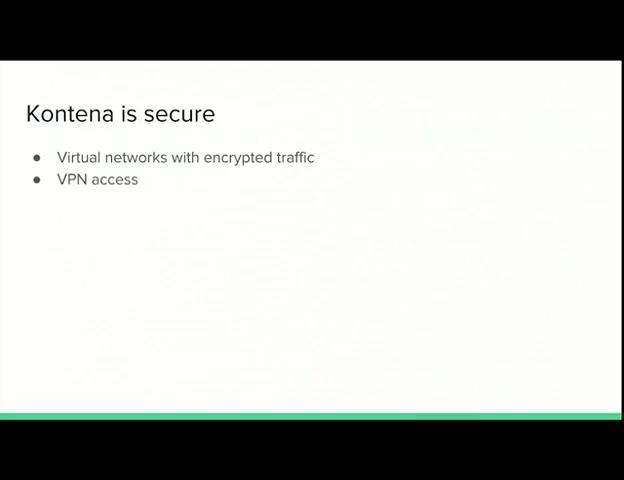 Kontena is secure
● Virtual networks with encrypted traffic
● VPN access